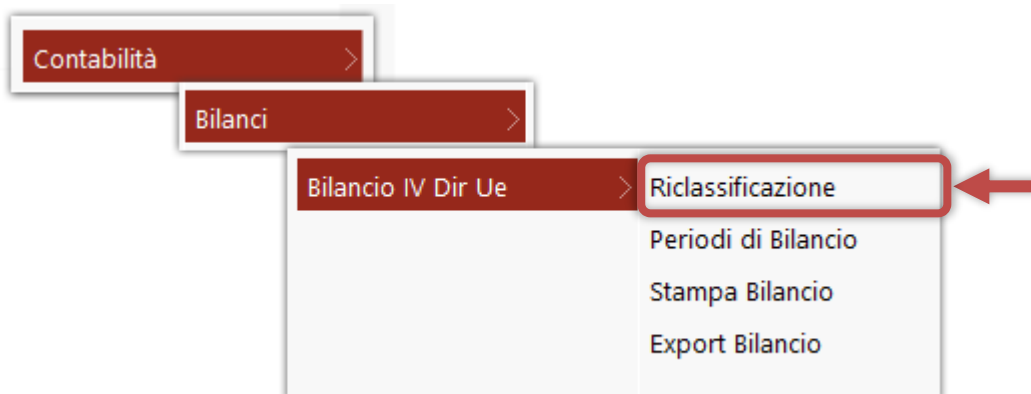 Contabilità
Bilanci
Bilancio IV Dir Ue
Riclassificazione
Periodi di Bilancio
Stampa Bilancio
Export Bilancio